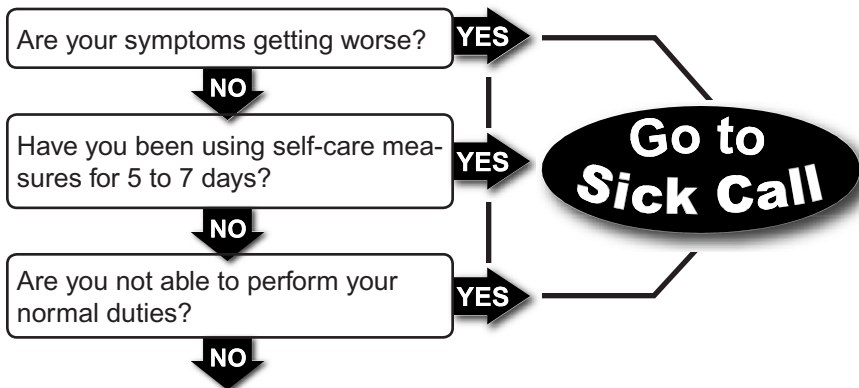 Are your symptoms getting worse?
YES
NO
Have you been using self-care mea-
sures for 5 to 7 days?
YES
NO
Are you not able to perform your
normal duties?
YES
NO
Go to
Sick Call